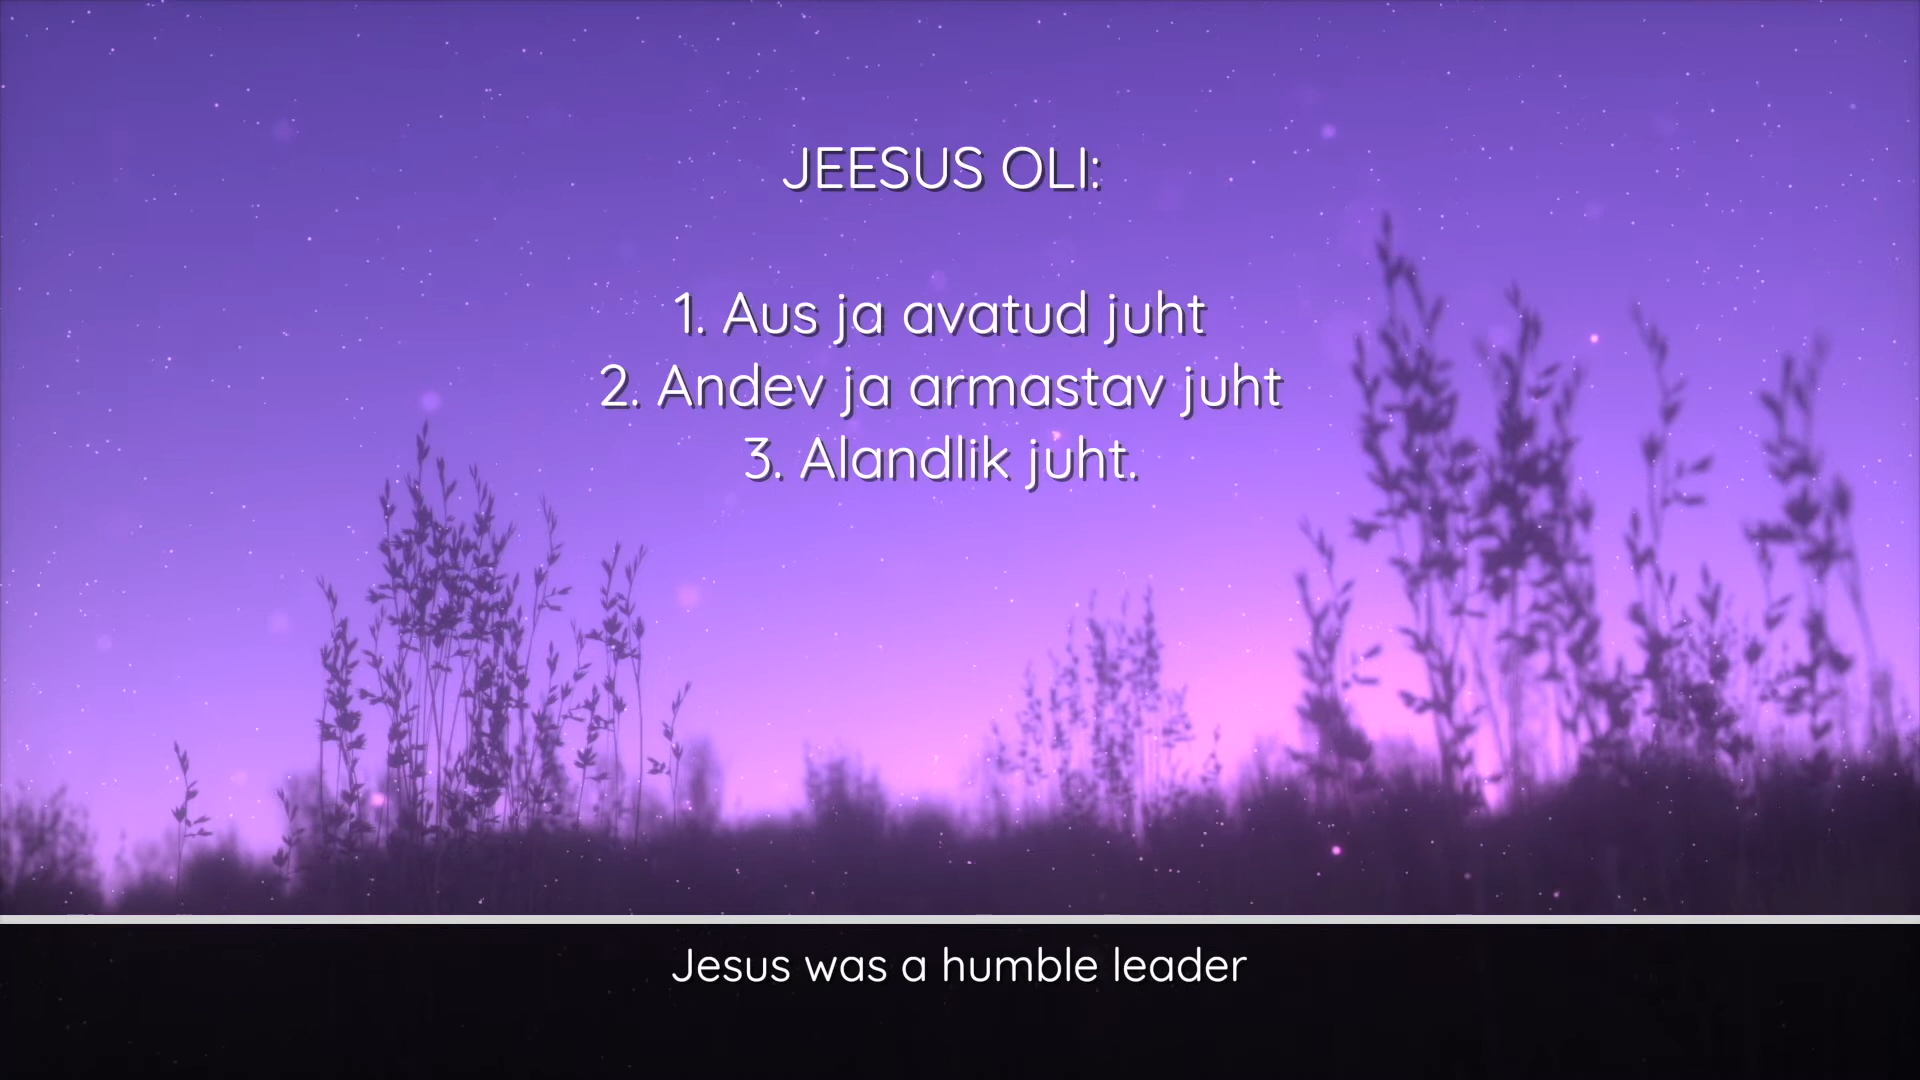 JEESUS OLI:
1. Aus ja avatud juht
2. Andev ja armastav juht
3. Alandlik juht.
Jesus was a humble leader